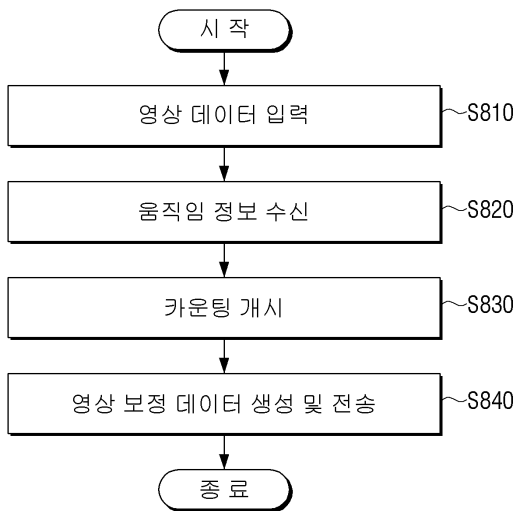 시 작
영상 데이터 입력
S810
움직임 정보 수신
S820
카운팅 개시
S830
영상 보정 데이터 생성 및 전송
S840
종 료